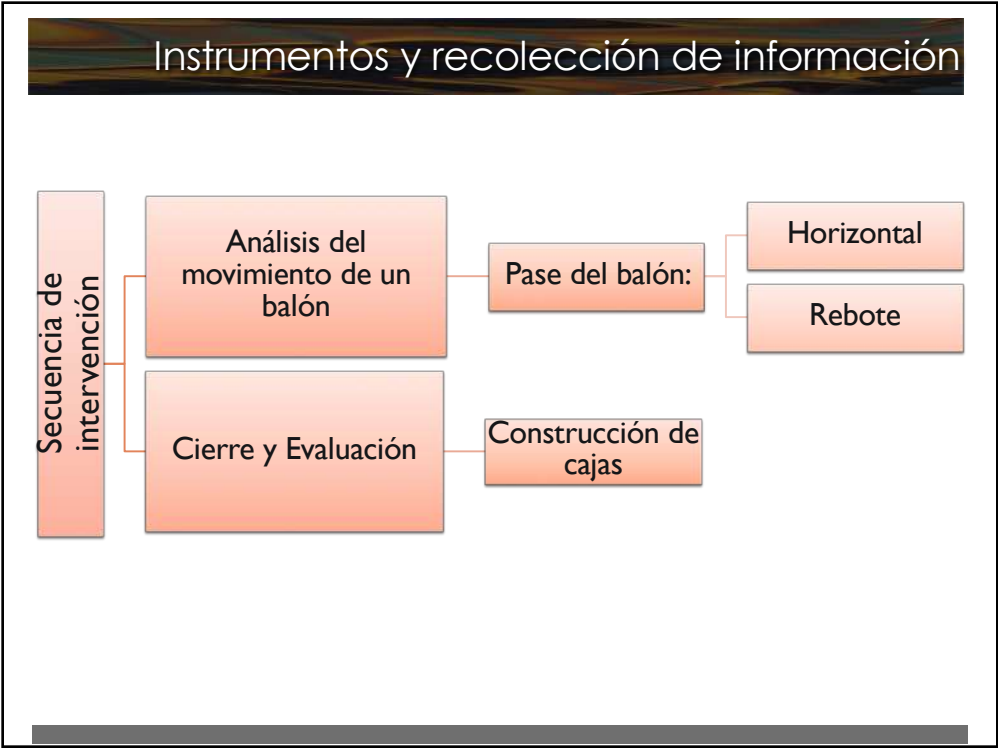 Instrumentos y recolección de información
Secuencia de
intervención
Análisis del
movimiento de un
balón
Pase del balón:
Horizontal
Rebote
Cierre y Evaluación
Construcción de
cajas